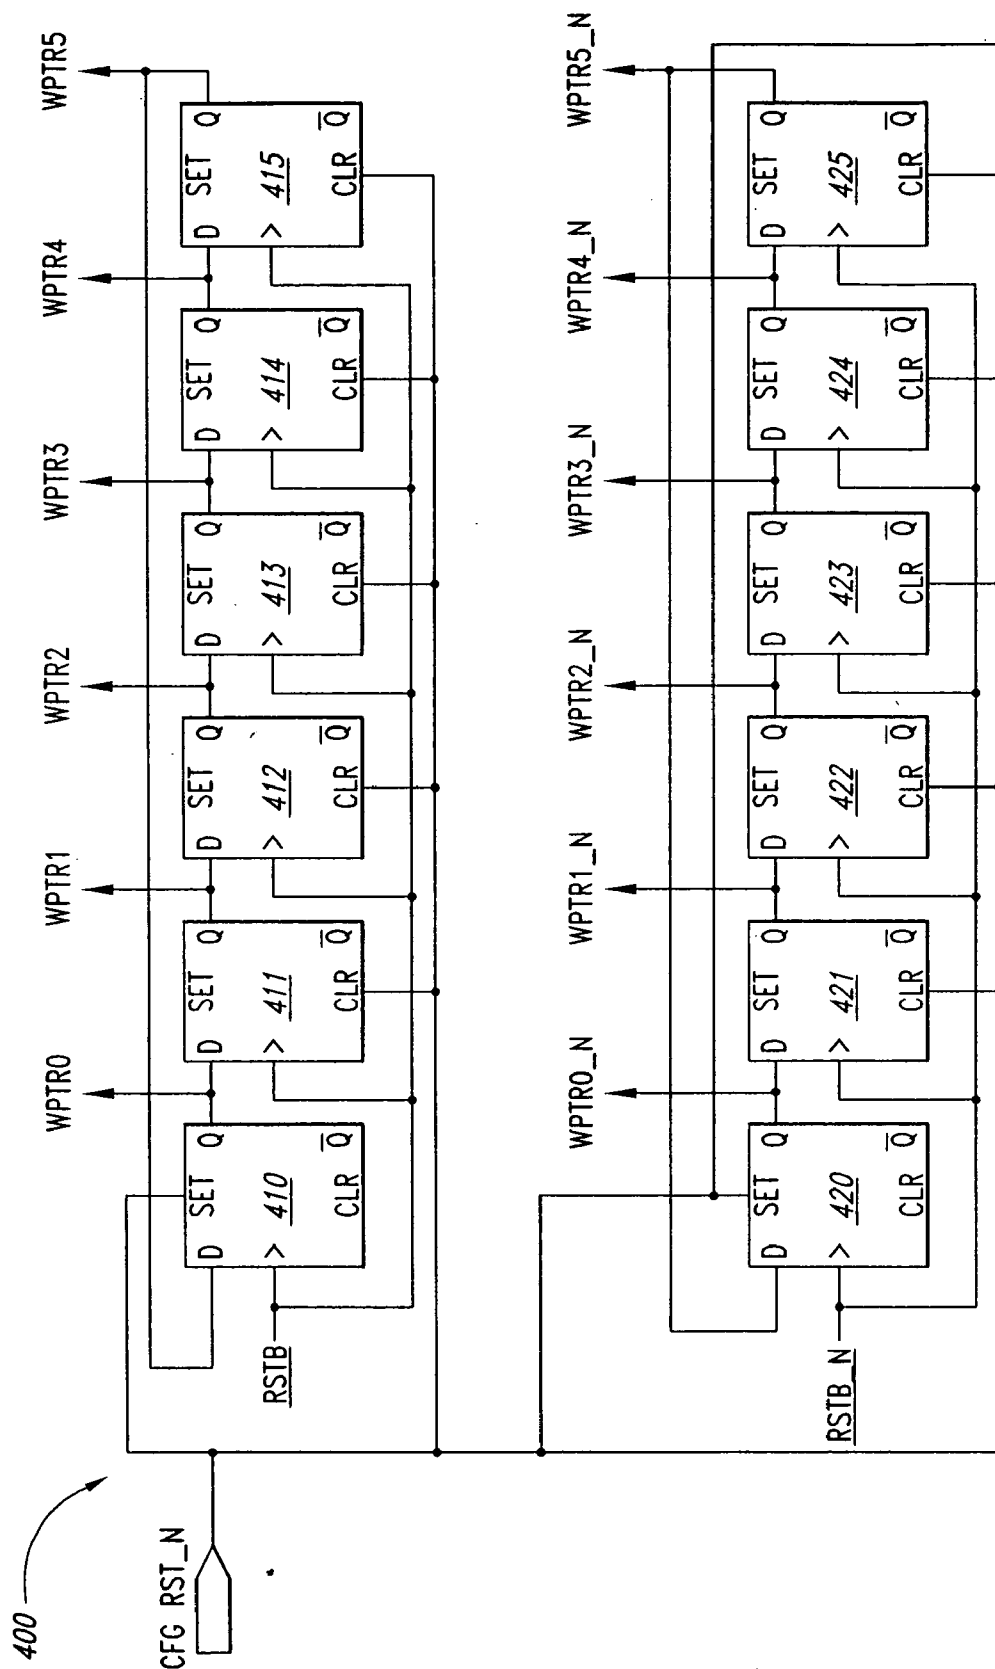 400
CFG RST_N
WPTR0
WPTR1
WPTR2
WPTR3
WPTR4
WPTR5
D SET Q
> 410 Q
CLR
D SET Q
> 411 Q
CLR
D SET Q
> 412 Q
CLR
D SET Q
> 413 Q
CLR
D SET Q
> 414 Q
CLR
D SET Q
> 415 Q
CLR
RSTB
WPTR0_N
WPTR1_N
WPTR2_N
WPTR3_N
WPTR4_N
WPTR5_N
D SET Q
> 420 Q
CLR
D SET Q
> 421 Q
CLR
D SET Q
> 422 Q
CLR
D SET Q
> 423 Q
CLR
D SET Q
> 424 Q
CLR
D SET Q
> 425 Q
CLR
RSTB_N